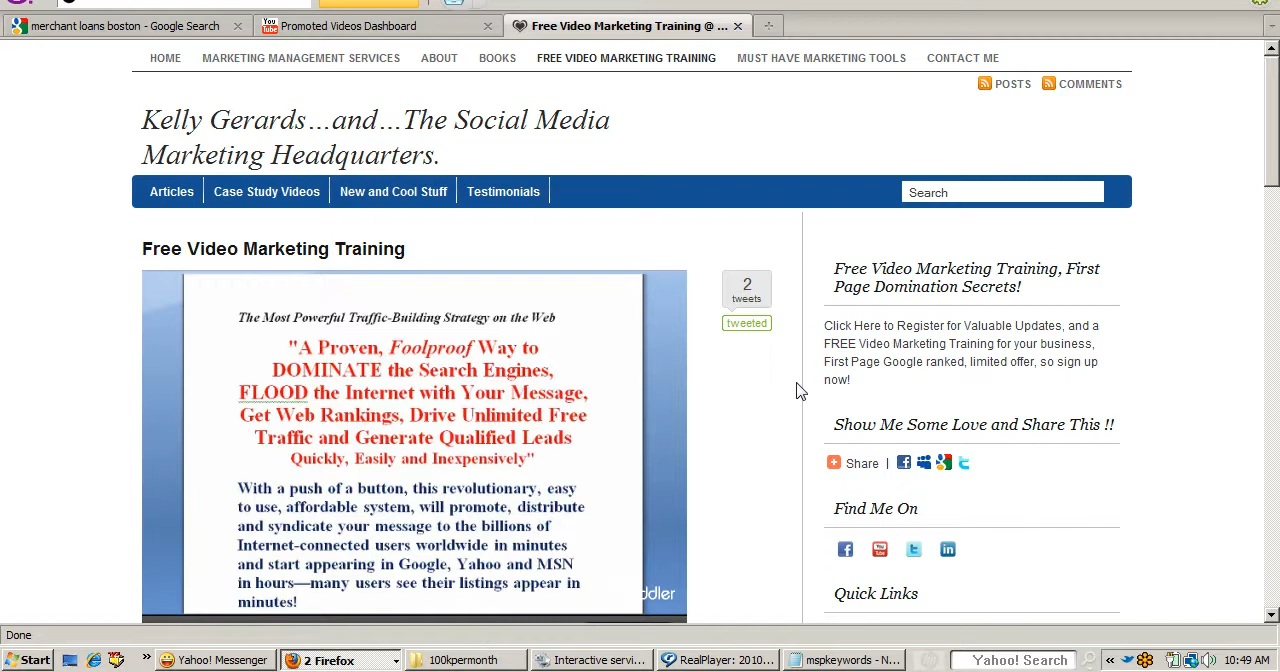 merchant loans boston - Google Search
Promoted Videos Dashboard
Free Video Marketing Training @ ...
HOME MARKETING MANAGEMENT SERVICES ABOUT BOOKS FREE VIDEO MARKETING TRAINING MUST HAVE MARKETING TOOLS CONTACT ME
POSTS COMMENTS
Kelly Gerards...and...The Social Media
Marketing Headquarters.
Articles Case Study Videos New and Cool Stuff Testimonials
Search
Free Video Marketing Training
The Most Powerful Traffic-Building Strategy on the Web
"A Proven, Foolproof Way to
DOMINATE the Search Engines,
FLOOD the Internet with Your Message,
Get Web Rankings, Drive Unlimited Free
Traffic and Generate Qualified Leads
Quickly, Easily and Inexpensively"
With a push of a button, this revolutionary, easy
to use, affordable system, will promote, distribute
and syndicate your message to the billions of
Internet-connected users worldwide in minutes
and start appearing in Google, Yahoo and MSN
in hours—many users see their listings appear in
minutes!
ddler
2
tweets
tweeted
Free Video Marketing Training, First
Page Domination Secrets!
Click Here to Register for Valuable Updates, and a
FREE Video Marketing Training for your business,
First Page Google ranked, limited offer, so sign up
now!
Show Me Some Love and Share This !!
Share |
Find Me On
Quick Links
Done
Start
Yahoo! Messenger
2 Firefox
100kpermonth
Interactive servi...
RealPlayer: 2010...
mspkeywords - N...
Yahoo! Search
10:49 AM